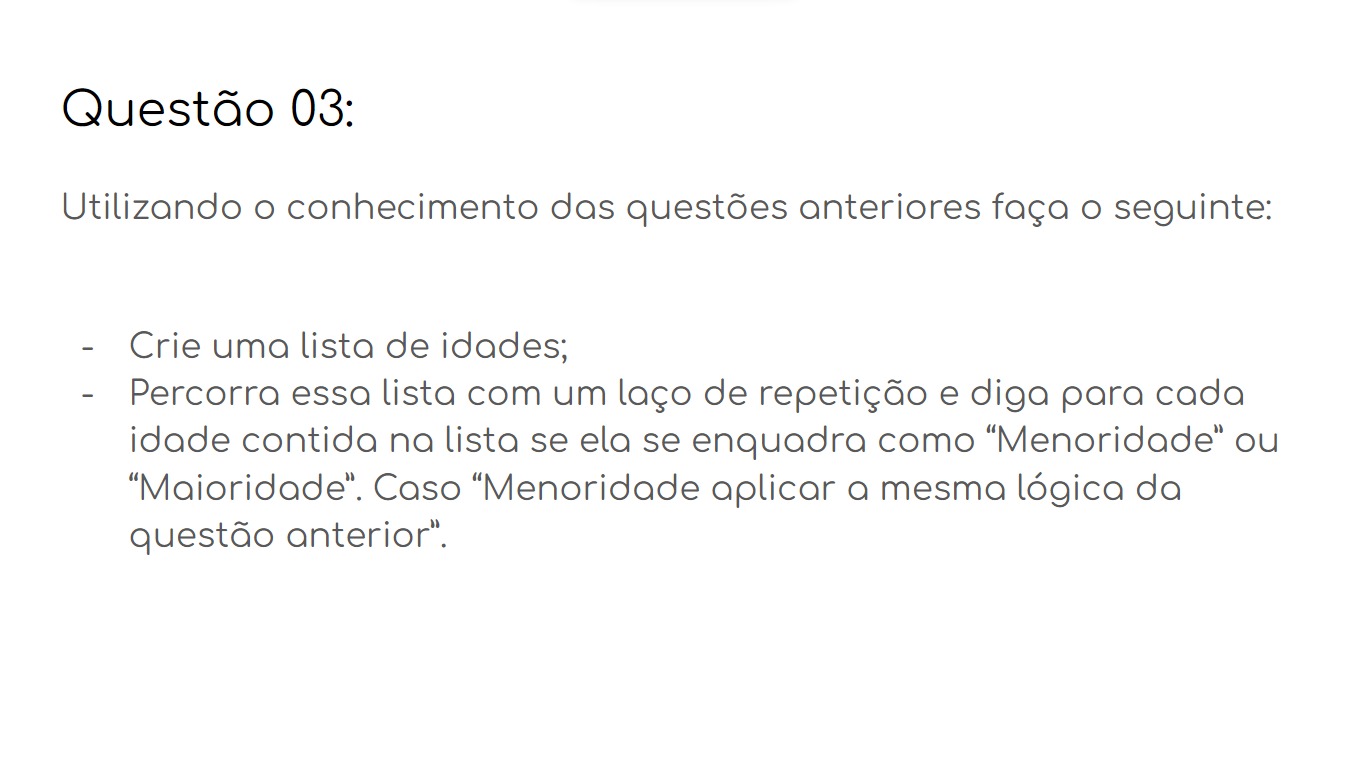 Questão 03:
Utilizando o conhecimento das questões anteriores faça o seguinte:
- Crie uma lista de idades;
- Percorra essa lista com um laço de repetição e diga para cada
idade contida na lista se ela se enquadra como “Menoridade” ou
“Maioridade”. Caso “Menoridade aplicar a mesma lógica da
questão anterior”.